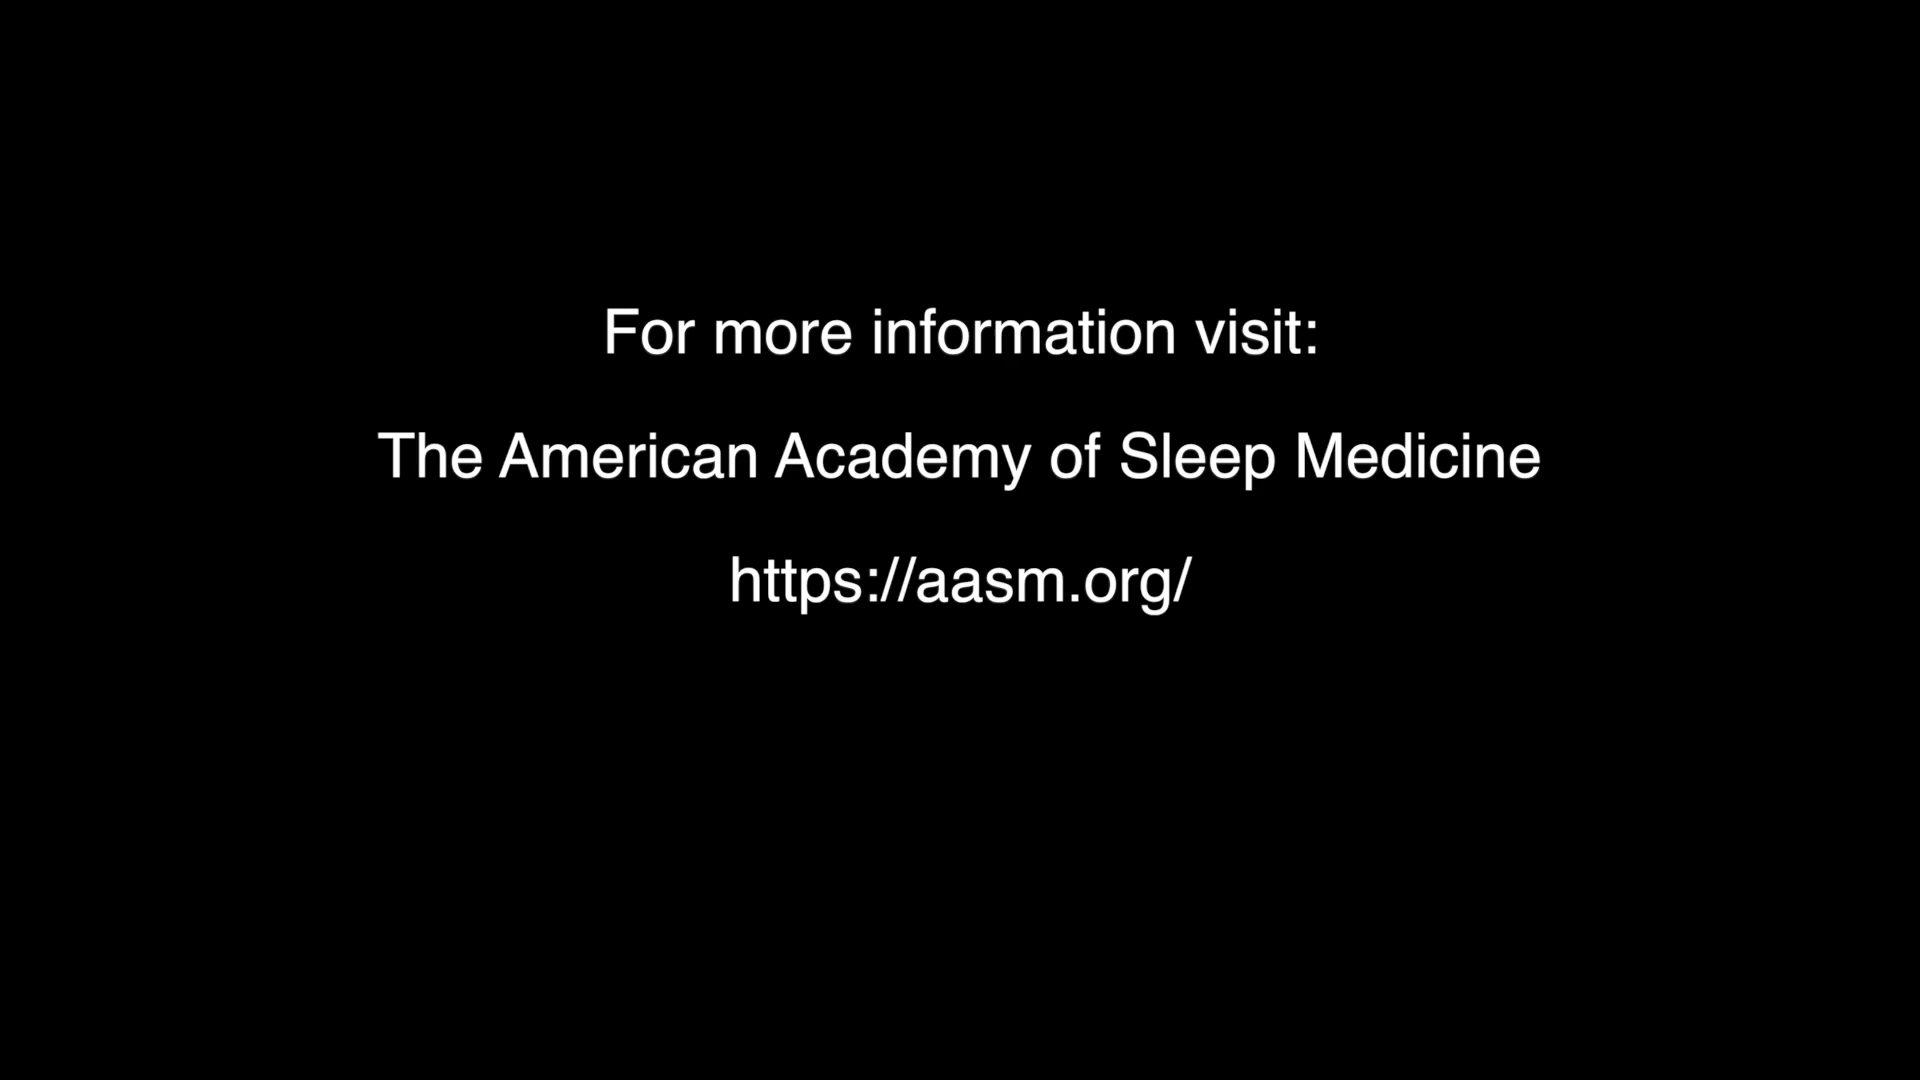 For more information visit:
The American Academy of Sleep Medicine
https://aasm.org/